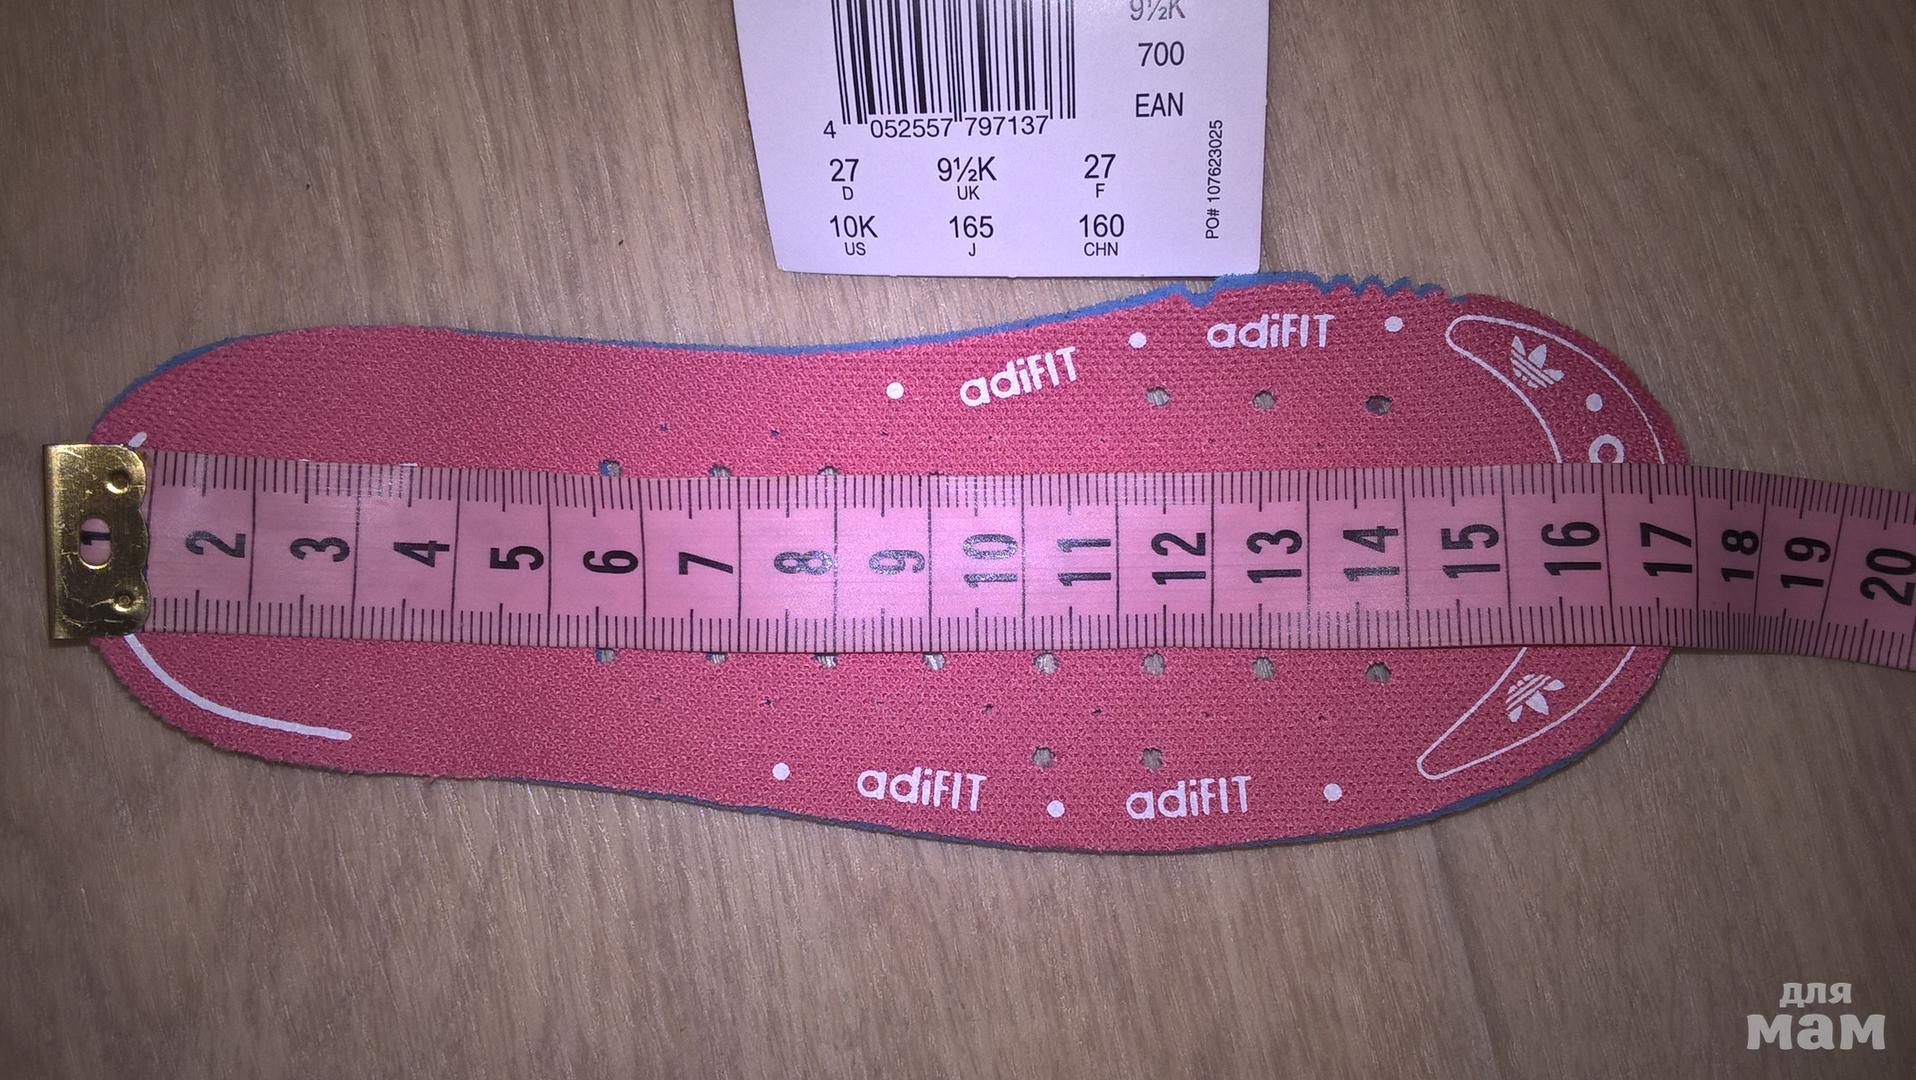 9½K
700
EAN
4 052557 797137
27 9½K 27
D UK F
10K 165 160
US J CHN
PO# 107623025
adiFIT adiFIT
1 2 3 4 5 6 7 8 9 10 11 12 13 14 15 16 17 18 19 20
adiFIT adiFIT
для
мам